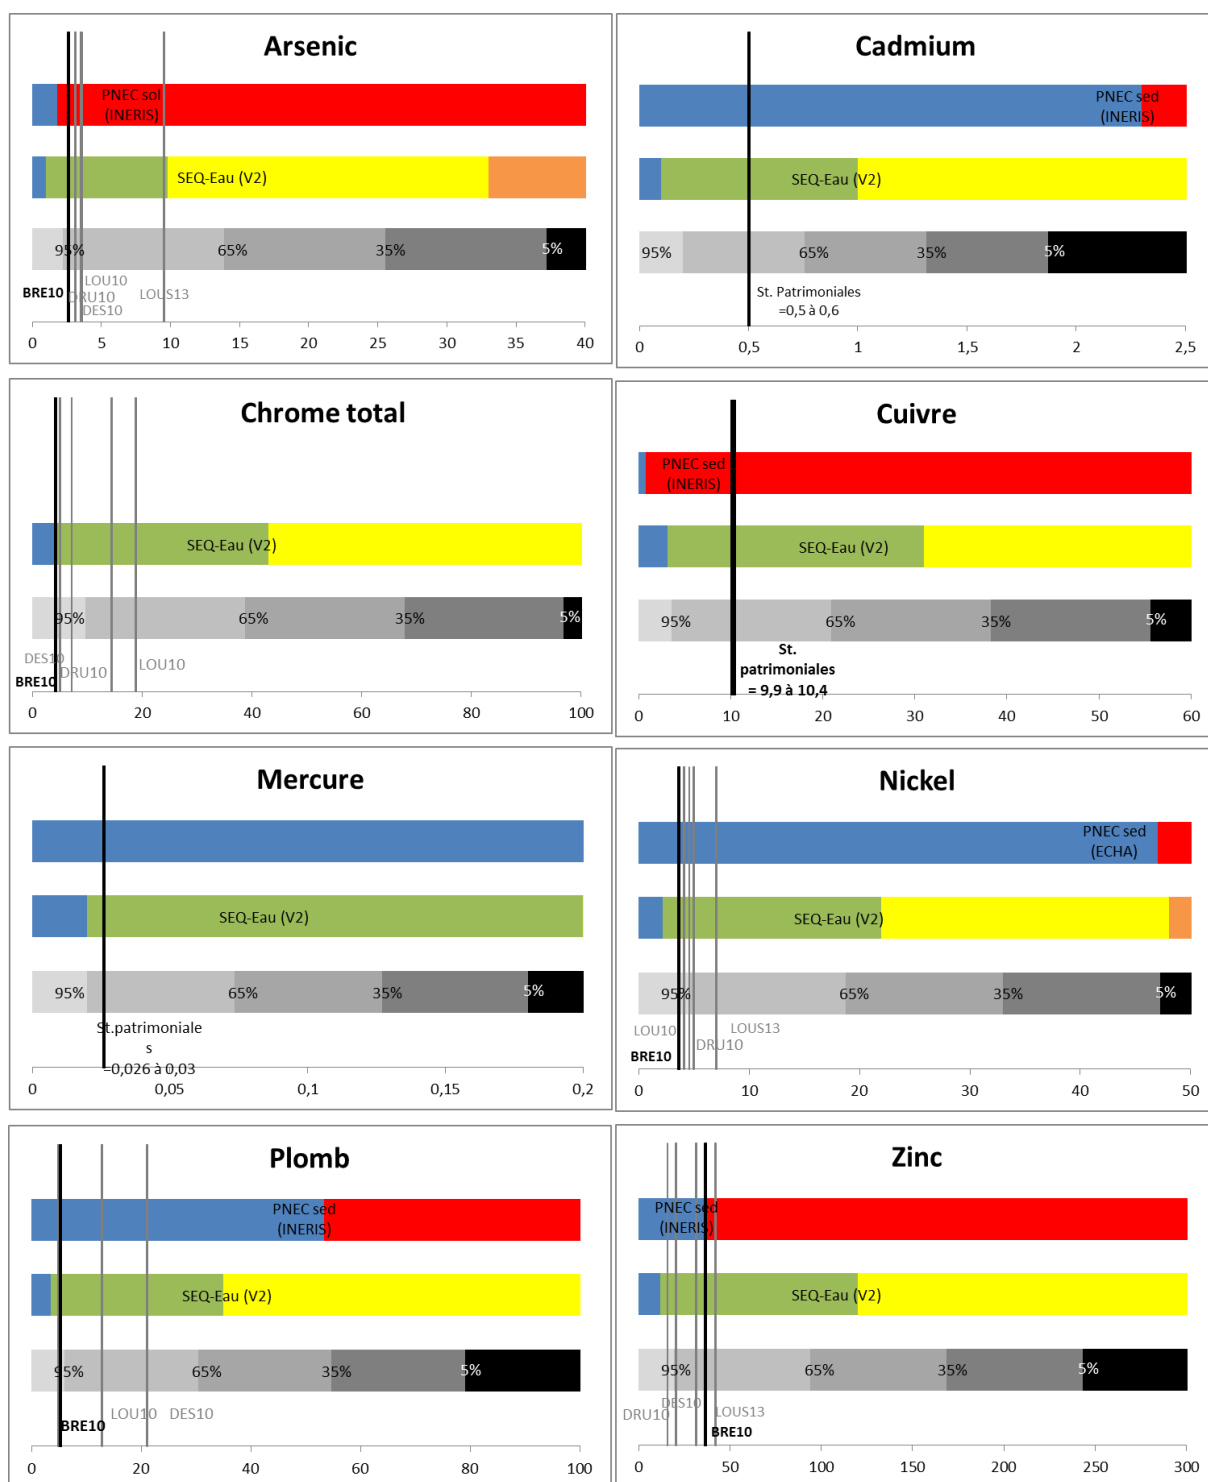 Arsenic
PNEC sol
(INERIS)
SEQ-Eau (V2)
95%
65%
35%
5%
BRE10
LOU10
DRU10
DES10
LOUS13
0
5
10
15
20
25
30
35
40
Cadmium
PNEC sed
(INERIS)
SEQ-Eau (V2)
95%
65%
35%
5%
St. Patrimoniales
=0,5 à 0,6
0
0,5
1
1,5
2
2,5
Chrome total
SEQ-Eau (V2)
95%
65%
35%
5%
DES10
BRE10
DRU10
LOU10
0
20
40
60
80
100
Cuivre
PNEC sed
(INERIS)
SEQ-Eau (V2)
95%
65%
35%
5%
St.
patrimoniales
= 9,9 à 10,4
0
10
20
30
40
50
60
Mercure
SEQ-Eau (V2)
95%
65%
35%
5%
St.patrimoniale
s
=0,026 à 0,03
0
0,05
0,1
0,15
0,2
Nickel
PNEC sed
(ECHA)
SEQ-Eau (V2)
95%
65%
35%
5%
LOU10
BRE10
DRU10
LOUS13
0
10
20
30
40
50
Plomb
PNEC sed
(INERIS)
SEQ-Eau (V2)
95%
65%
35%
5%
BRE10
LOU10
DES10
0
20
40
60
80
100
Zinc
PNEC sed
(INERIS)
SEQ-Eau (V2)
95%
65%
35%
5%
DRU10
DES10
LOUS13
BRE10
0
50
100
150
200
250
300